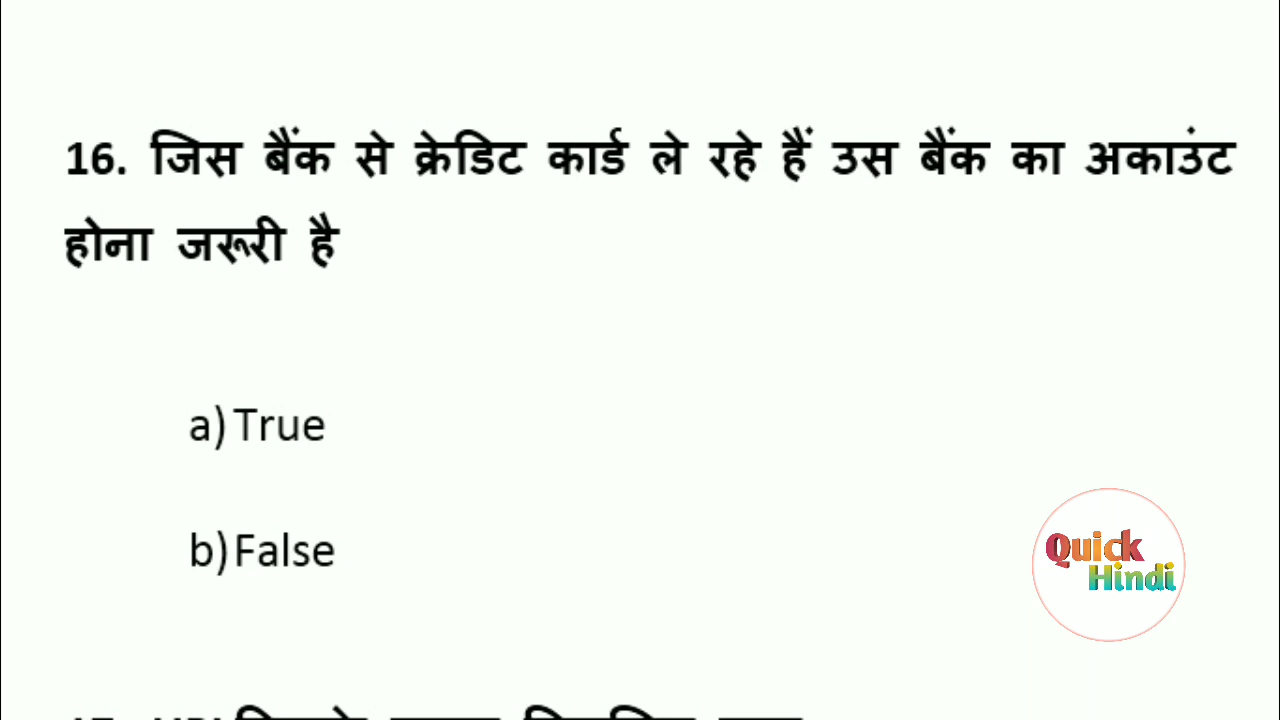 16. जिस बैंक से क्रेडिट कार्ड ले रहे हैं उस बैंक का अकाउंट
होना जरूरी है
a) True
b) False
Quick
Hindi